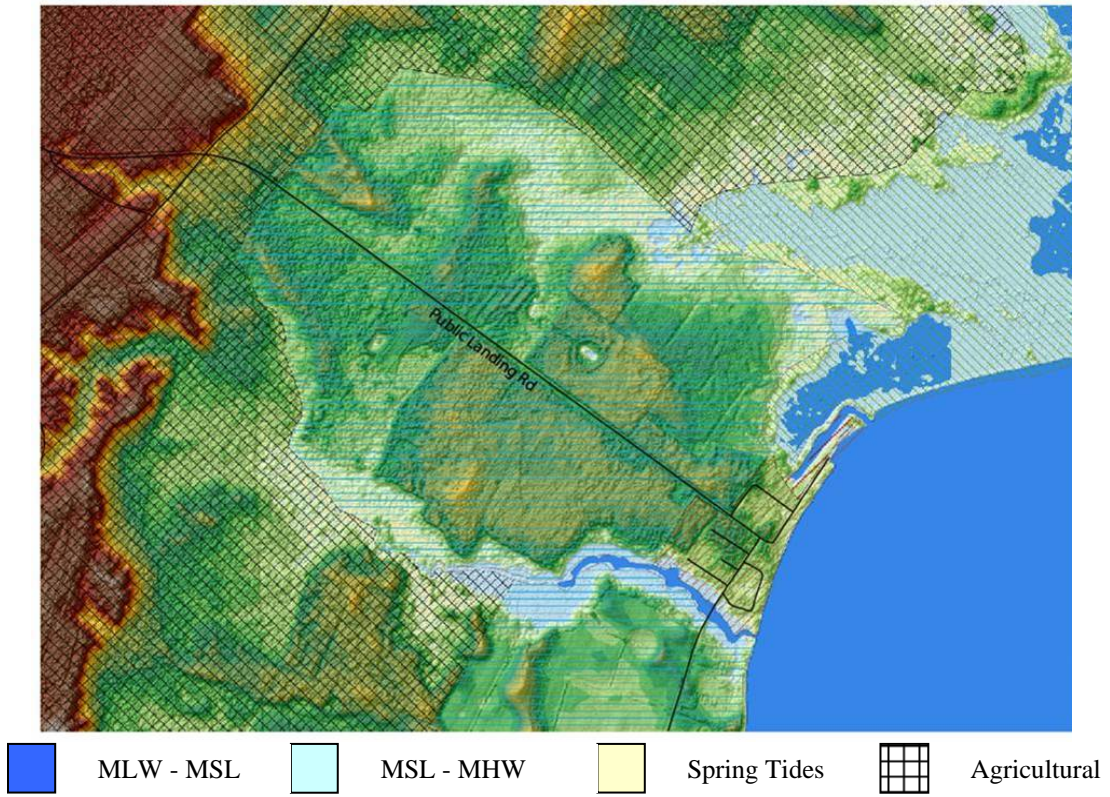 Public Landing Rd
MLW - MSL
MSL - MHW
Spring Tides
Agricultural